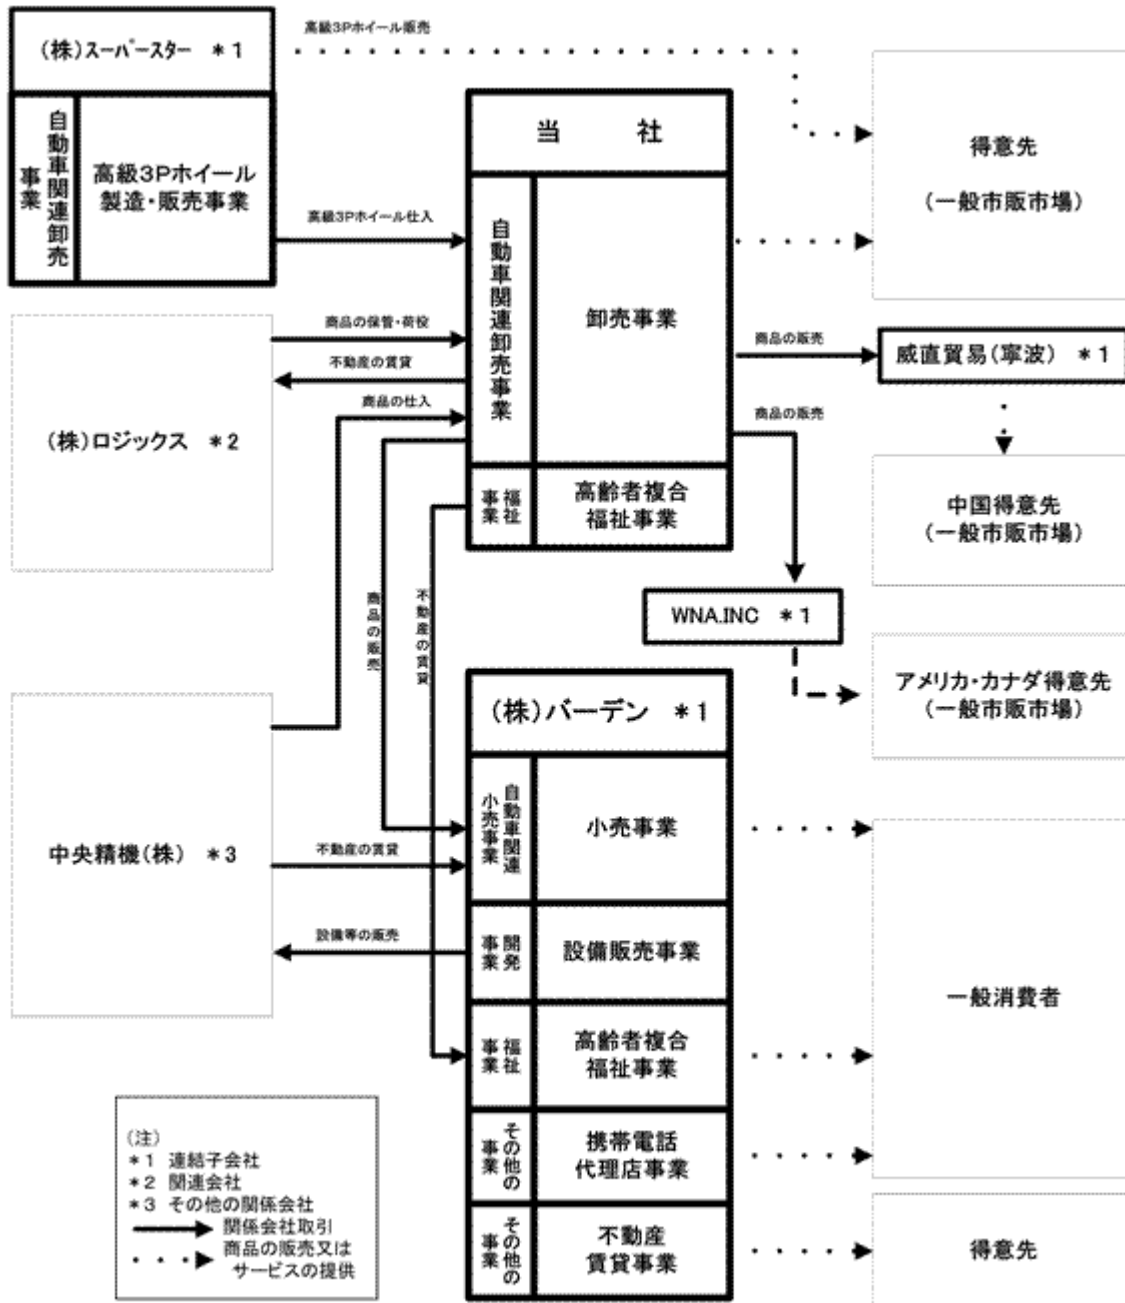 高級3Pホイール販売
(株)スーパースター *1
自動車関連卸売
事業
高級3Pホイール
製造・販売事業
高級3Pホイール仕入
当 社
自動車関連卸売事業
卸売事業
福祉
事業
高齢者複合
福祉事業
得意先
(一般市販市場)
商品の保管・荷役
不動産の賃貸
商品の仕入
(株)ロジックス *2
商品の販売
威直貿易(寧波) *1
商品の販売
中国得意先
(一般市販市場)
WNA.INC *1
アメリカ・カナダ得意先
(一般市販市場)
商品の販売
不動産の賃貸
中央精機(株) *3
不動産の賃貸
設備等の販売
(株)バーデン *1
自動車関連
小売事業
小売事業
開発
事業
設備販売事業
福祉
事業
高齢者複合
福祉事業
その他の
事業
携帯電話
代理店事業
その他の
事業
不動産
賃貸事業
一般消費者
得意先
(注)
*1 連結子会社
*2 関連会社
*3 その他の関係会社
関係会社取引
商品の販売又は
サービスの提供